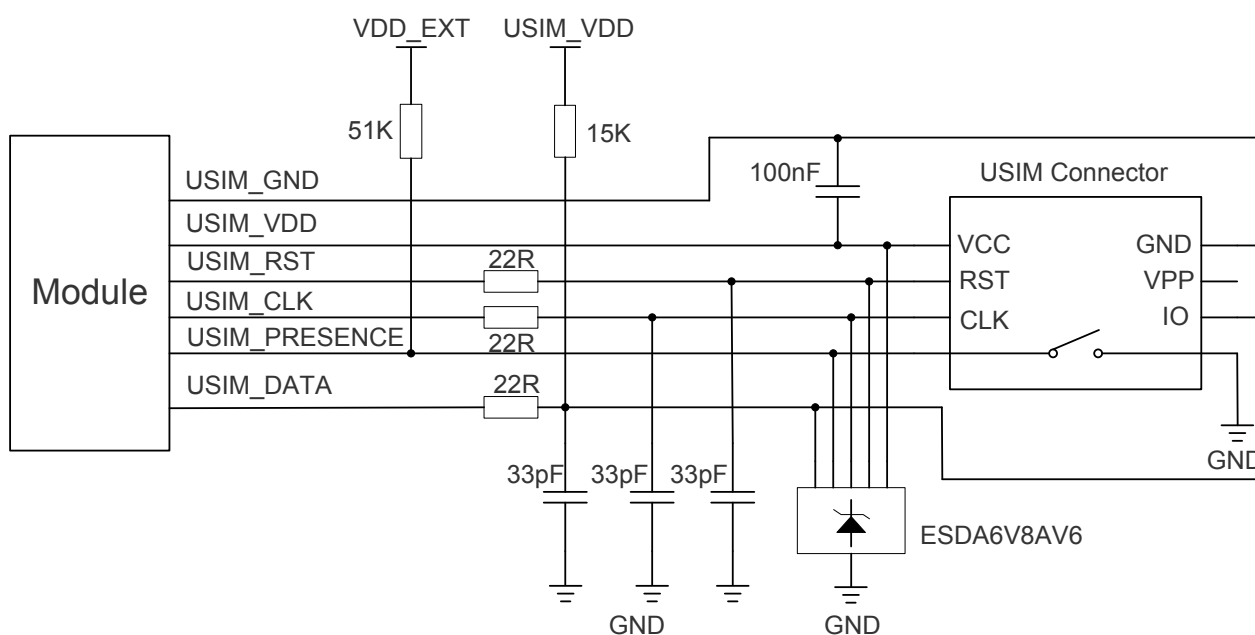 VDD_EXT USIM_VDD
51K 15K
100nF USIM Connector
USIM_GND
USIM_VDD
VCC GND
USIM_RST 22R
RST VPP
Module
USIM_CLK
CLK IO
USIM_PRESENCE 22R
USIM_DATA 22R
GND
33pF 33pF 33pF
ESDA6V8AV6
GND GND